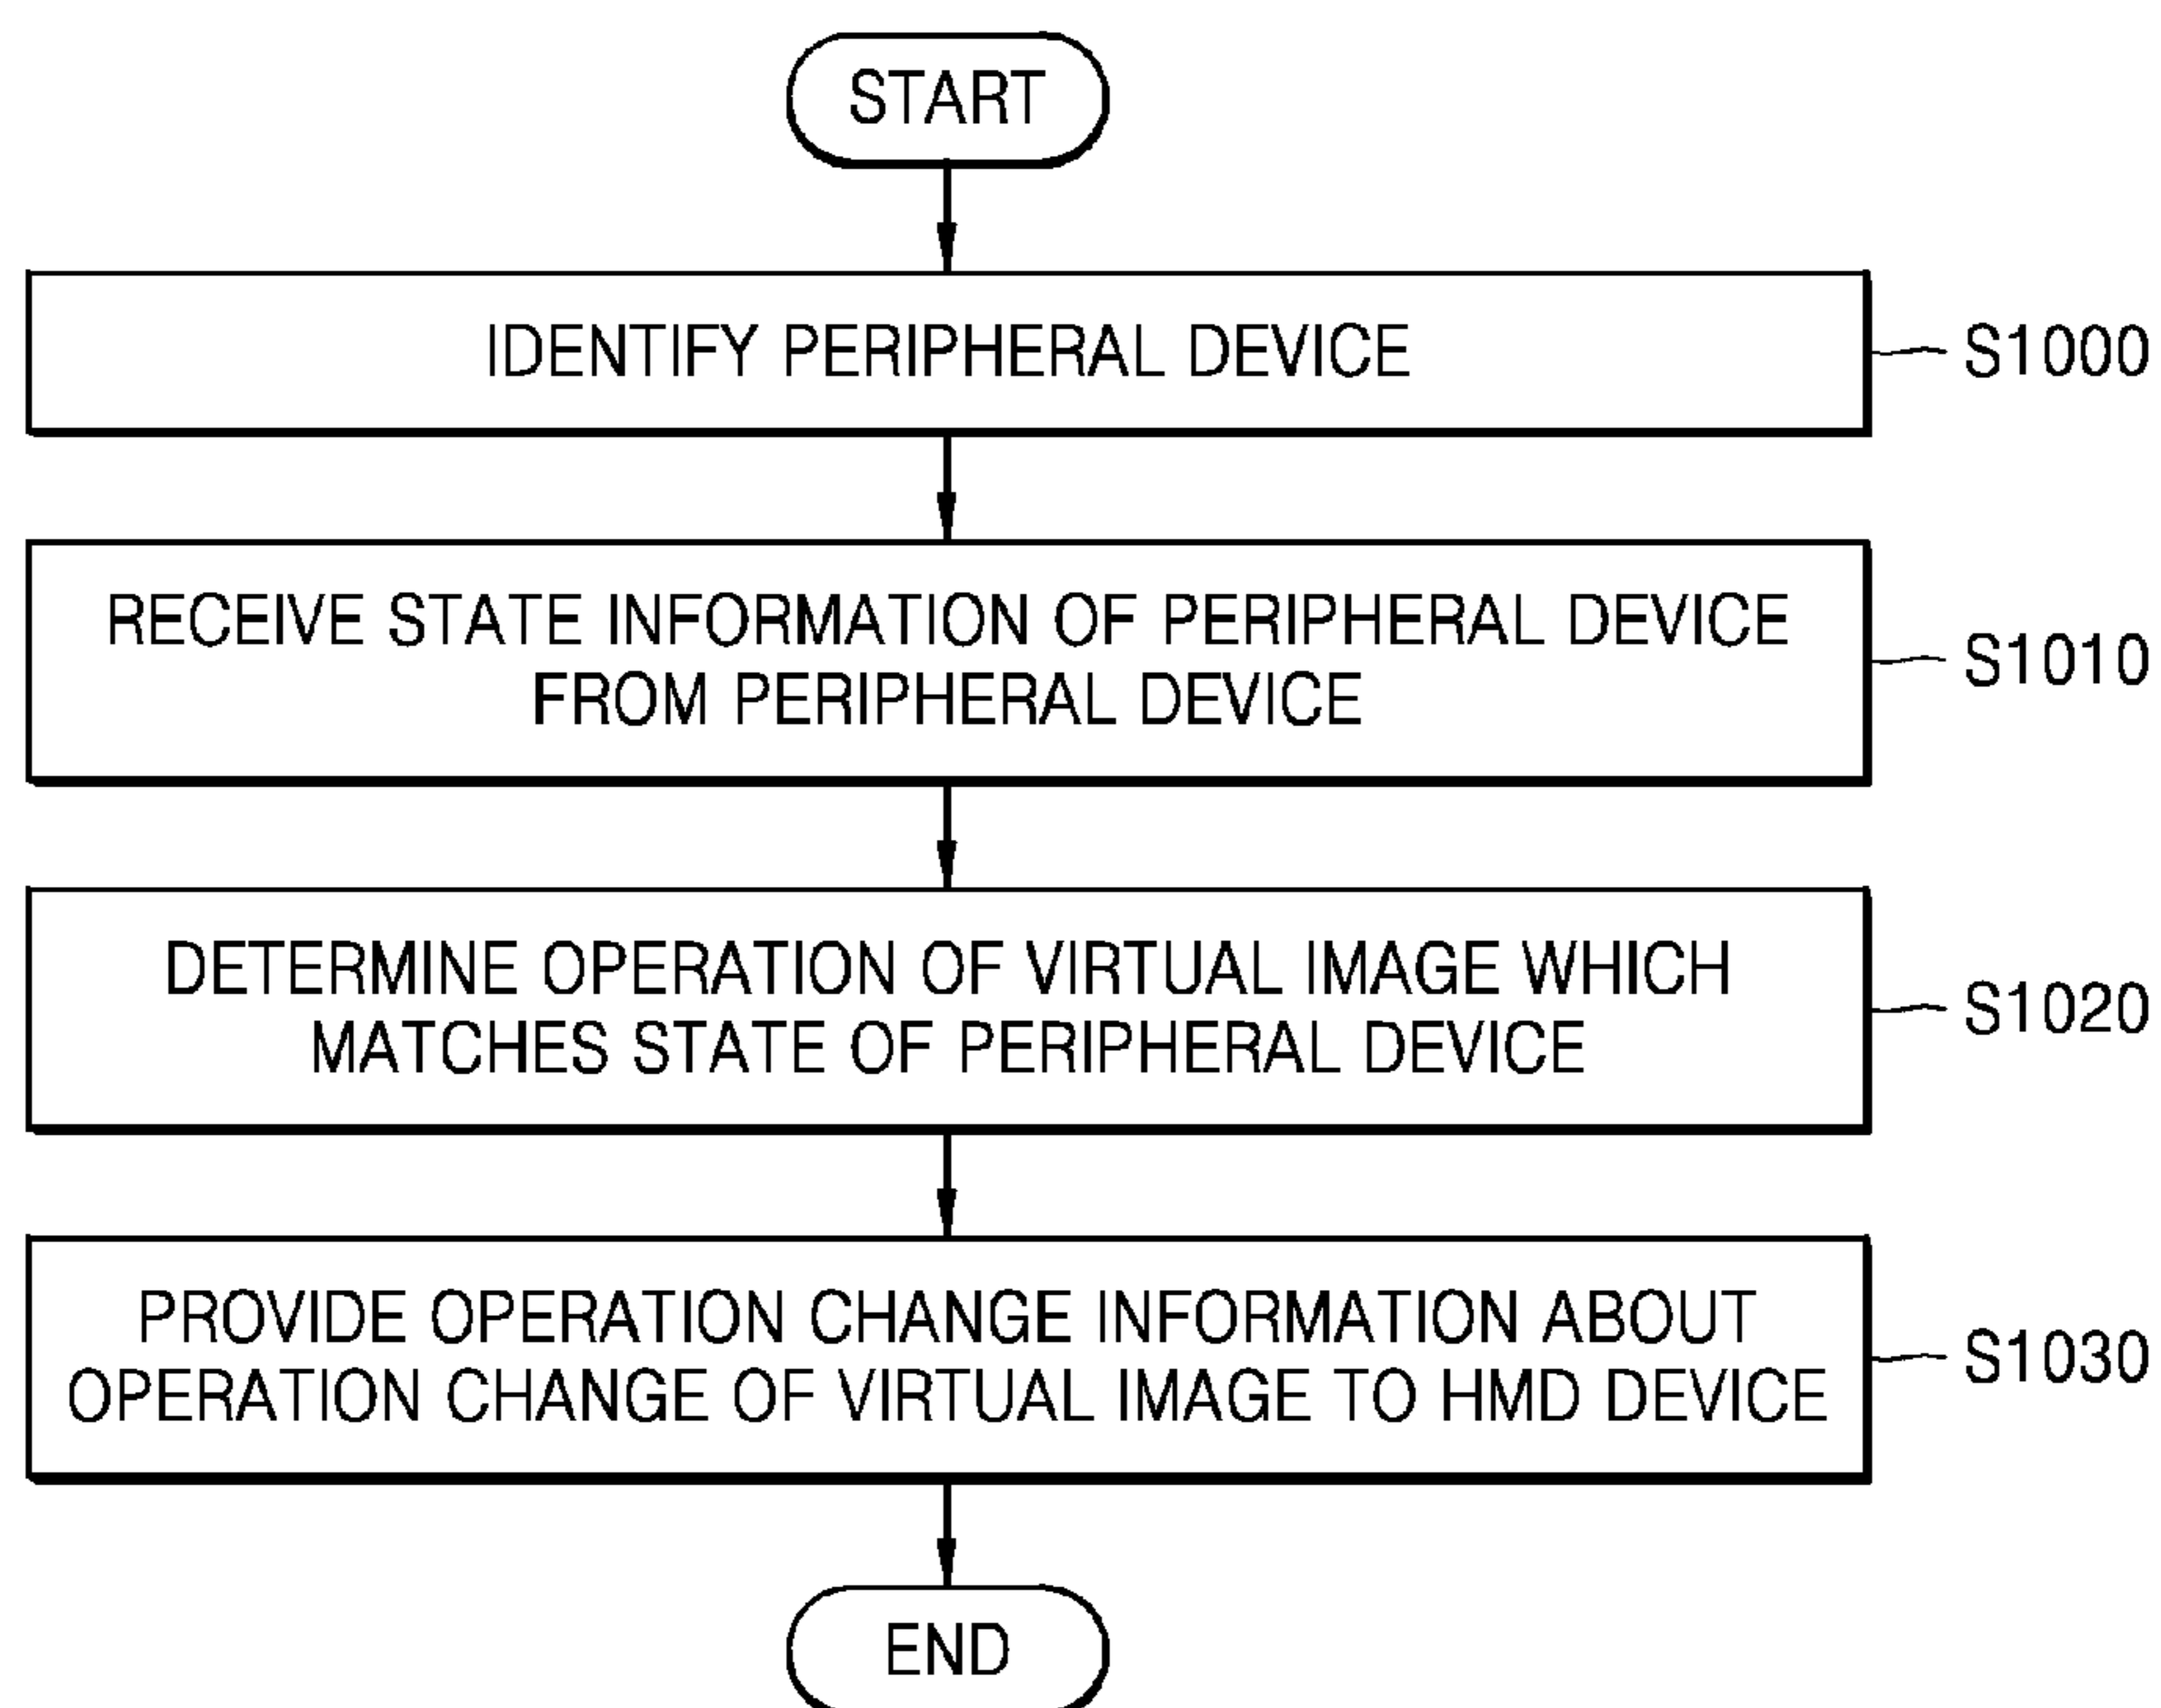 START
IDENTIFY PERIPHERAL DEVICE
S1000
RECEIVE STATE INFORMATION OF PERIPHERAL DEVICE
FROM PERIPHERAL DEVICE
S1010
DETERMINE OPERATION OF VIRTUAL IMAGE WHICH
MATCHES STATE OF PERIPHERAL DEVICE
S1020
PROVIDE OPERATION CHANGE INFORMATION ABOUT
OPERATION CHANGE OF VIRTUAL IMAGE TO HMD DEVICE
S1030
END